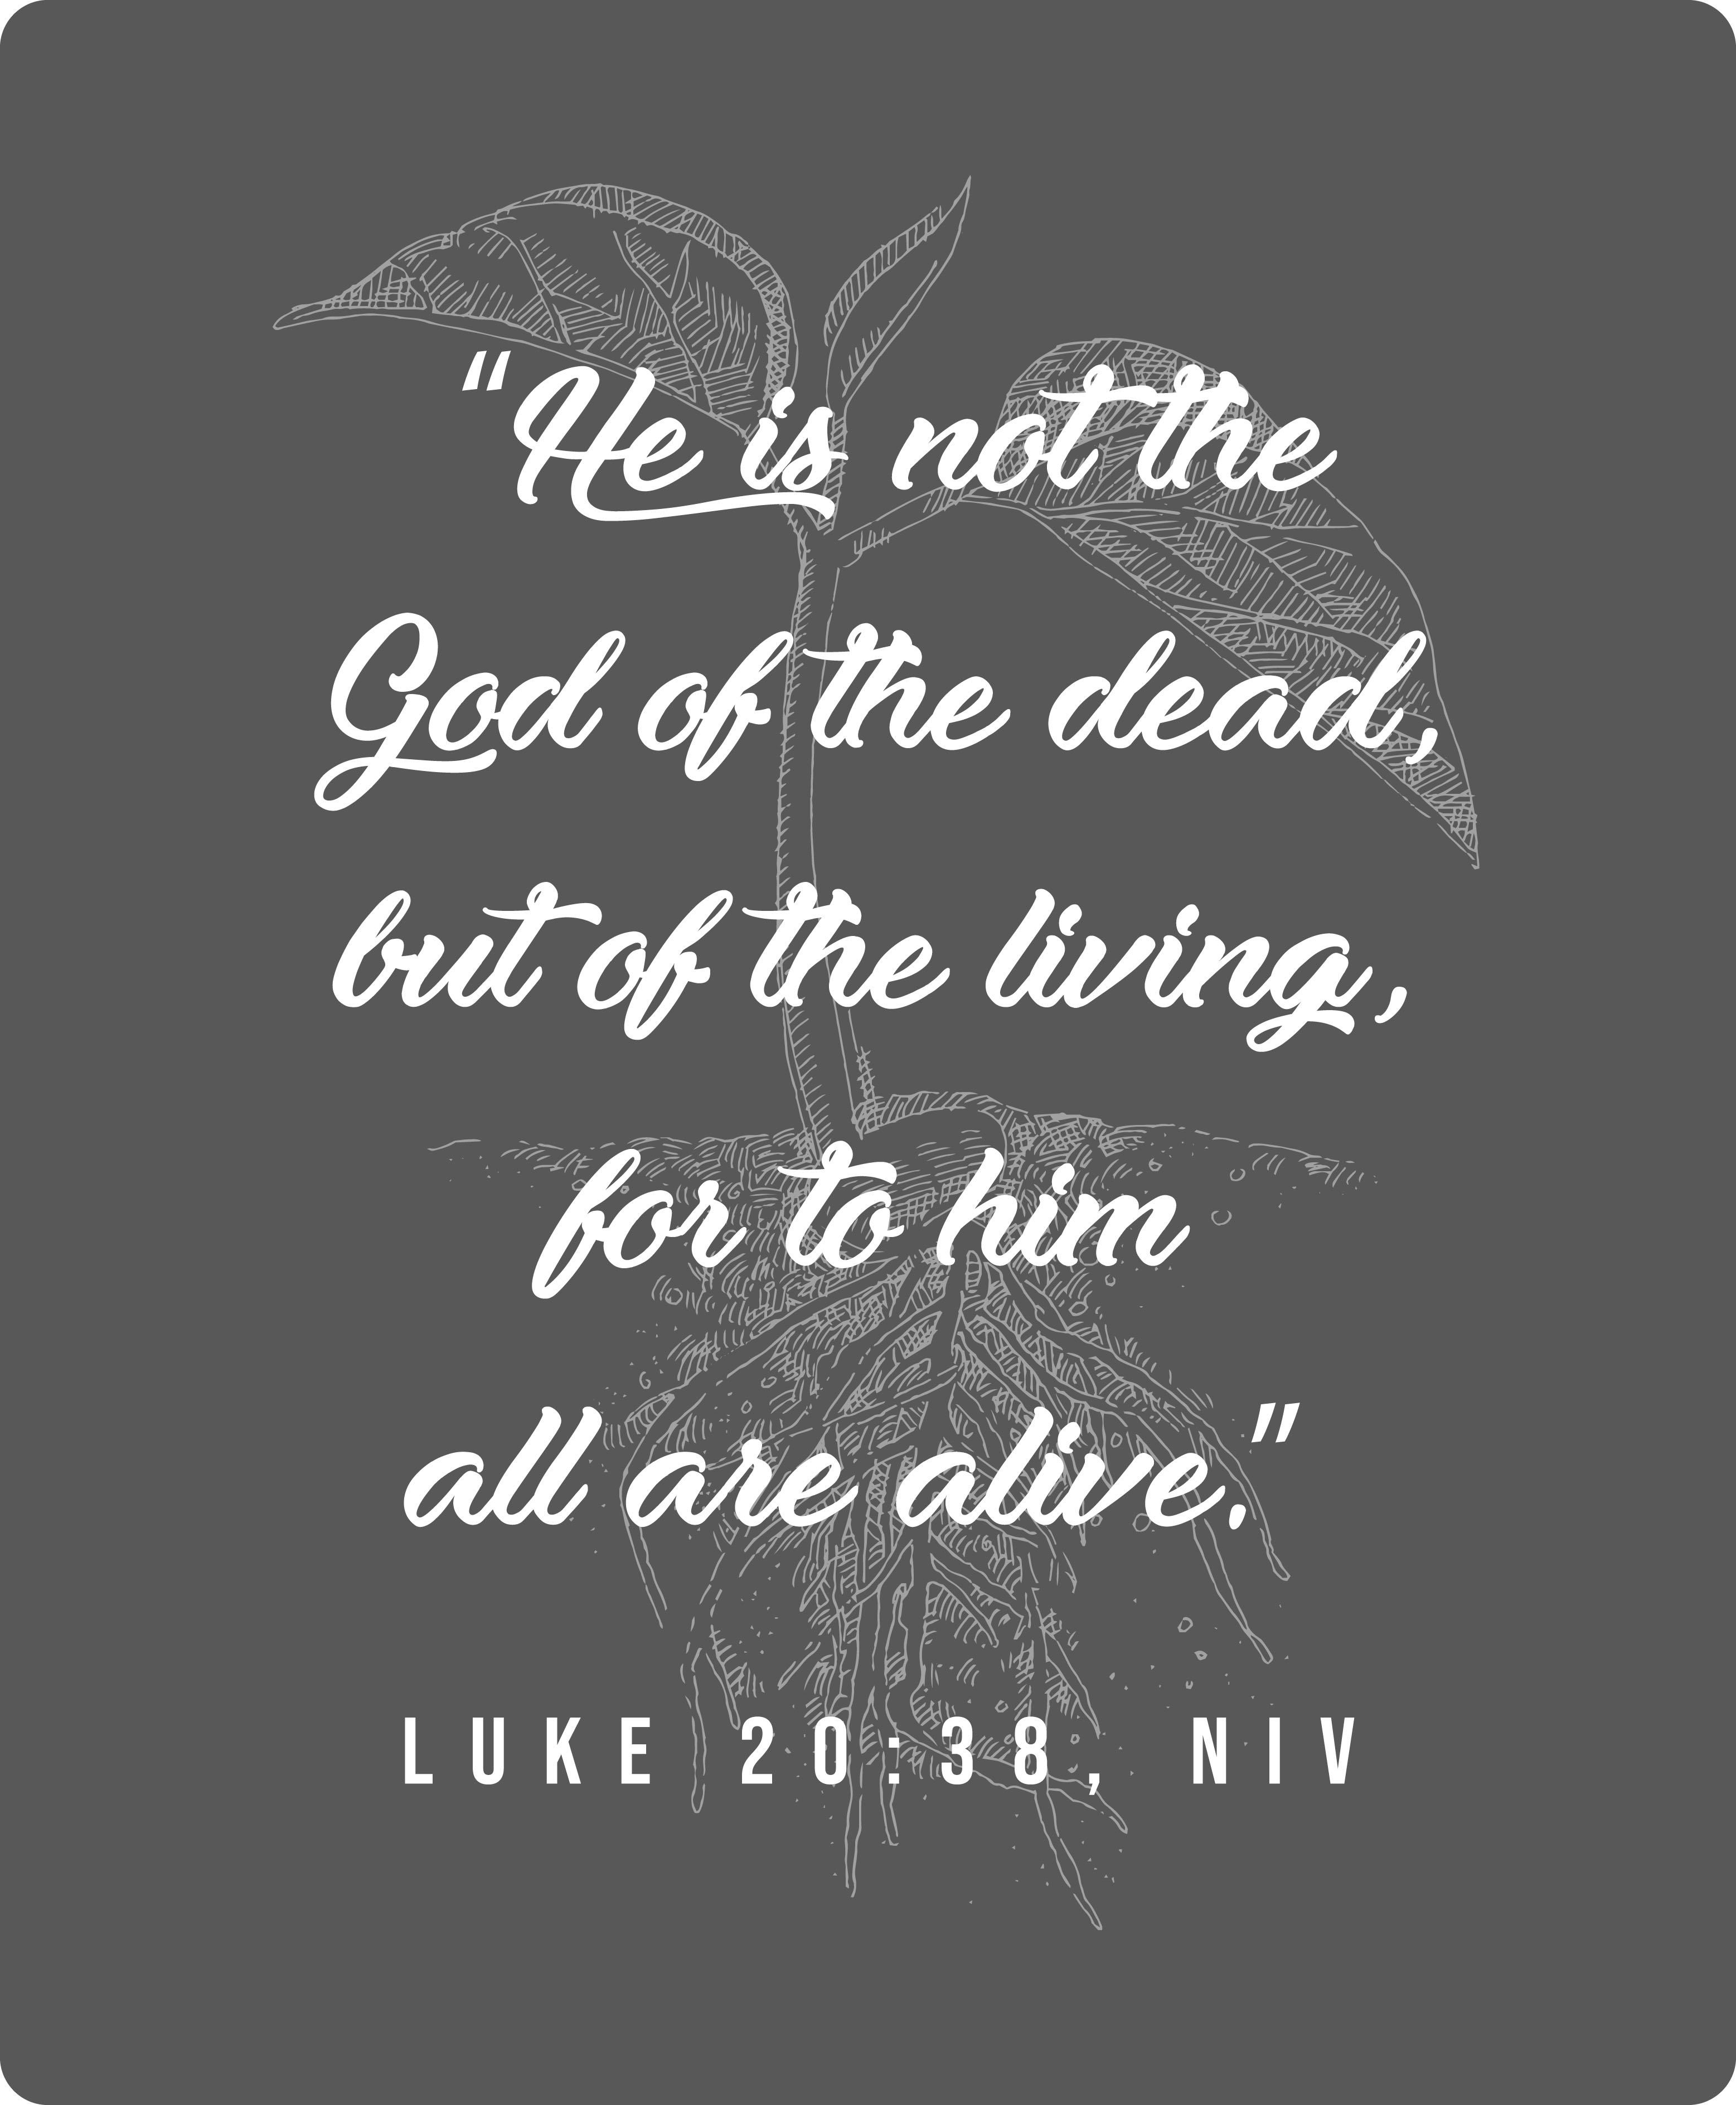 "He is not the
God of the dead,
but of the living,
for to him
all are alive."
LUKE 20:38, NIV